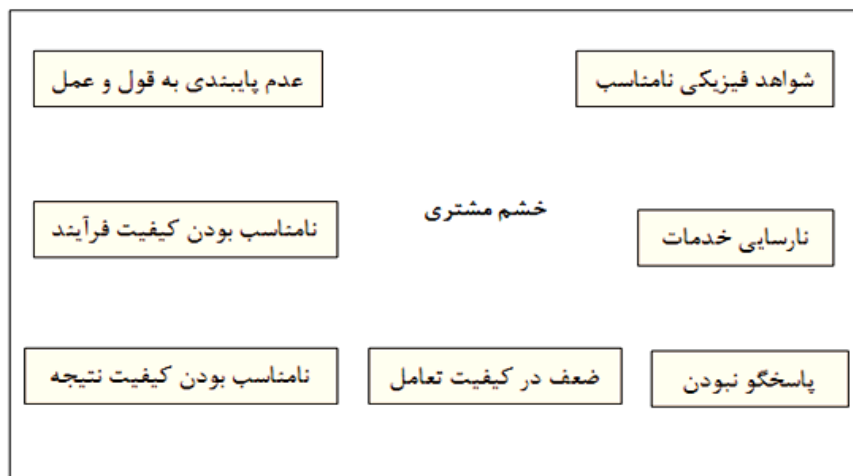 شواهد فیزیکی نامناسب
عدم پایبندی به قول و عمل
خشم مشتری
نارسایی خدمات
نامناسب بودن کیفیت فرآیند
پاسخگو نبودن
ضعف در کیفیت تعامل
نامناسب بودن کیفیت نتیجه